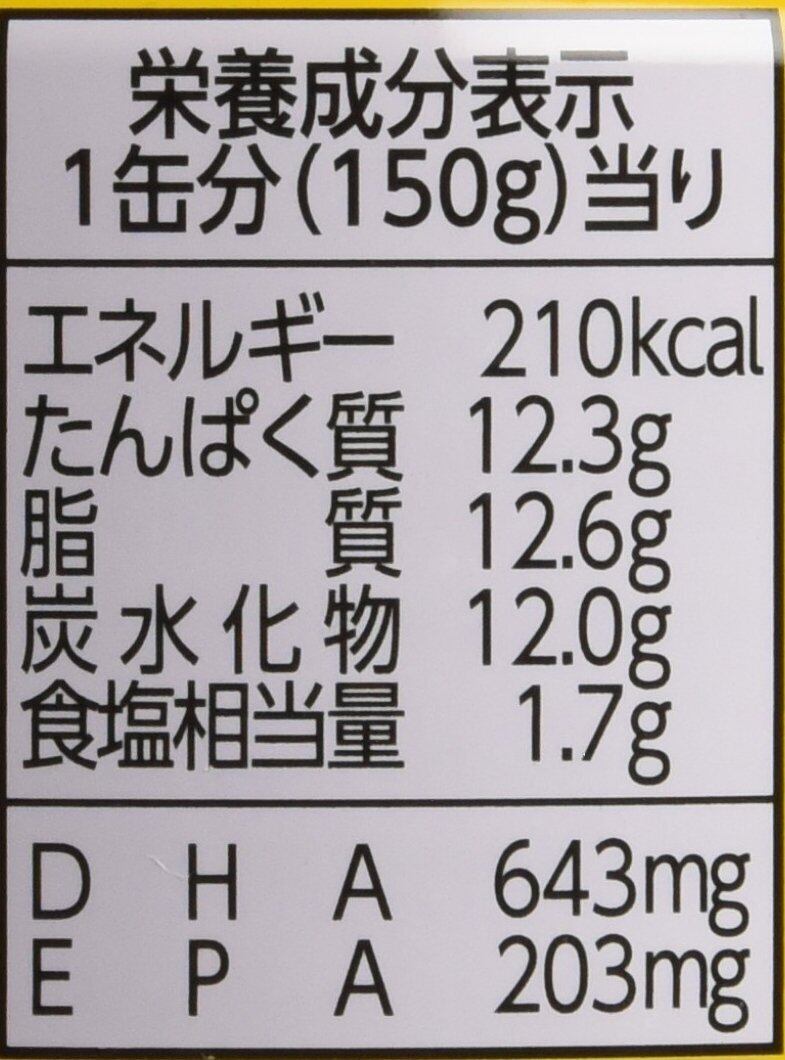 栄養成分表示
1缶分(150g)当り
エネルギー 210kcal
たんぱく質 12.3g
脂質 12.6g
炭水化物 12.0g
食塩相当量 1.7g
DHA 643mg
EPA 203mg